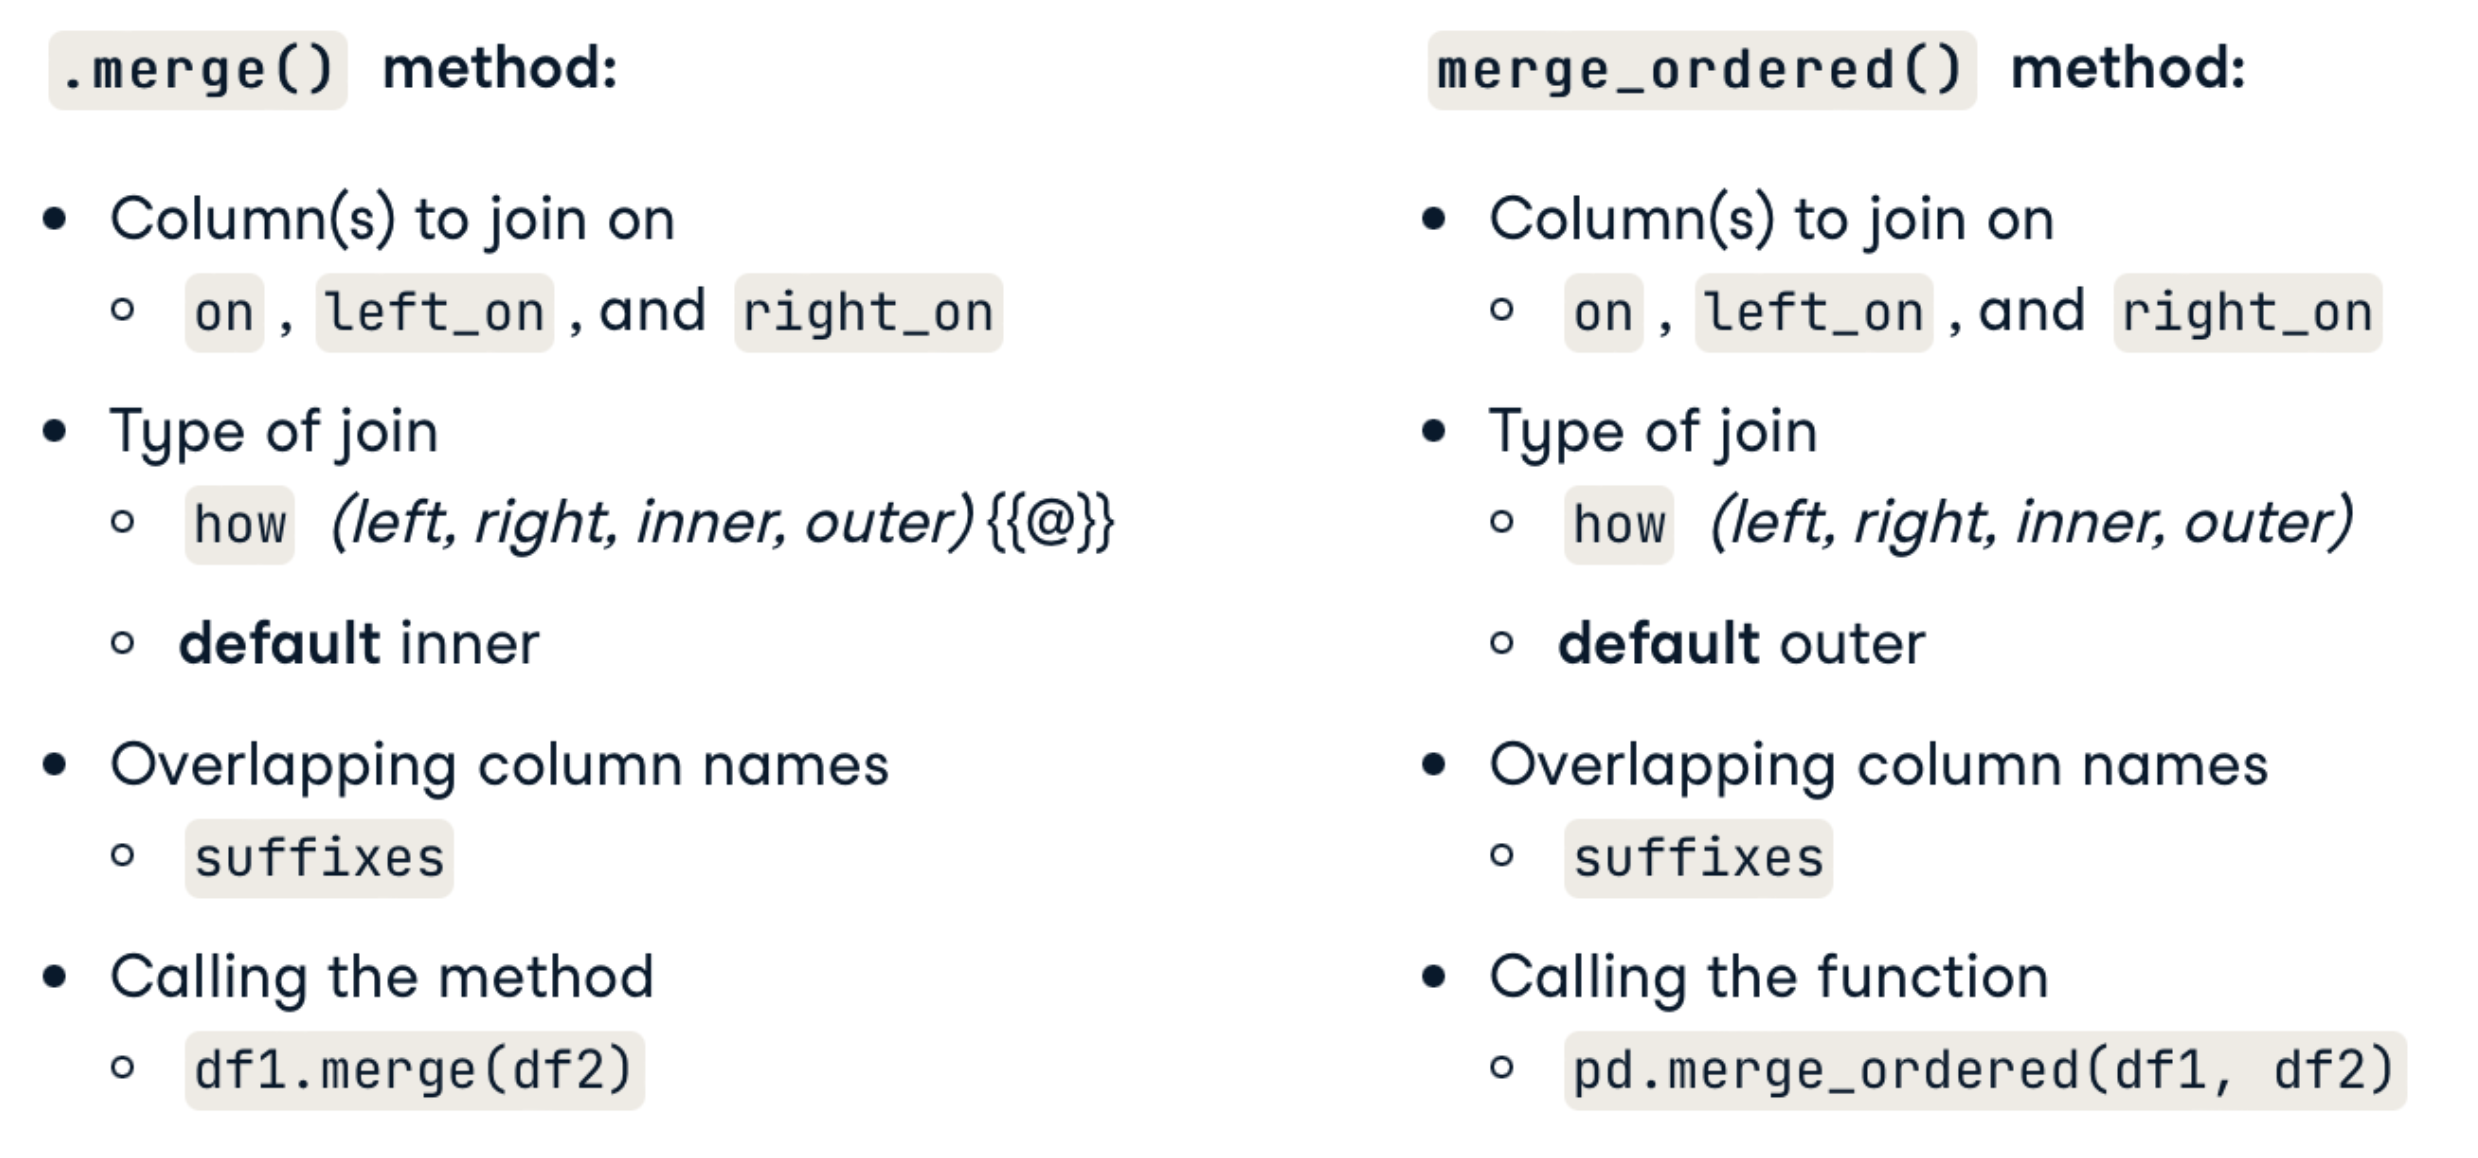 .merge() method:
• Column(s) to join on
○ on , left_on , and right_on
• Type of join
○ how (left, right, inner, outer) {{@}}
○ default inner
• Overlapping column names
○ suffixes
• Calling the method
○ df1.merge(df2)
merge_ordered() method:
• Column(s) to join on
○ on , left_on , and right_on
• Type of join
○ how (left, right, inner, outer)
○ default outer
• Overlapping column names
○ suffixes
• Calling the function
○ pd.merge_ordered(df1, df2)